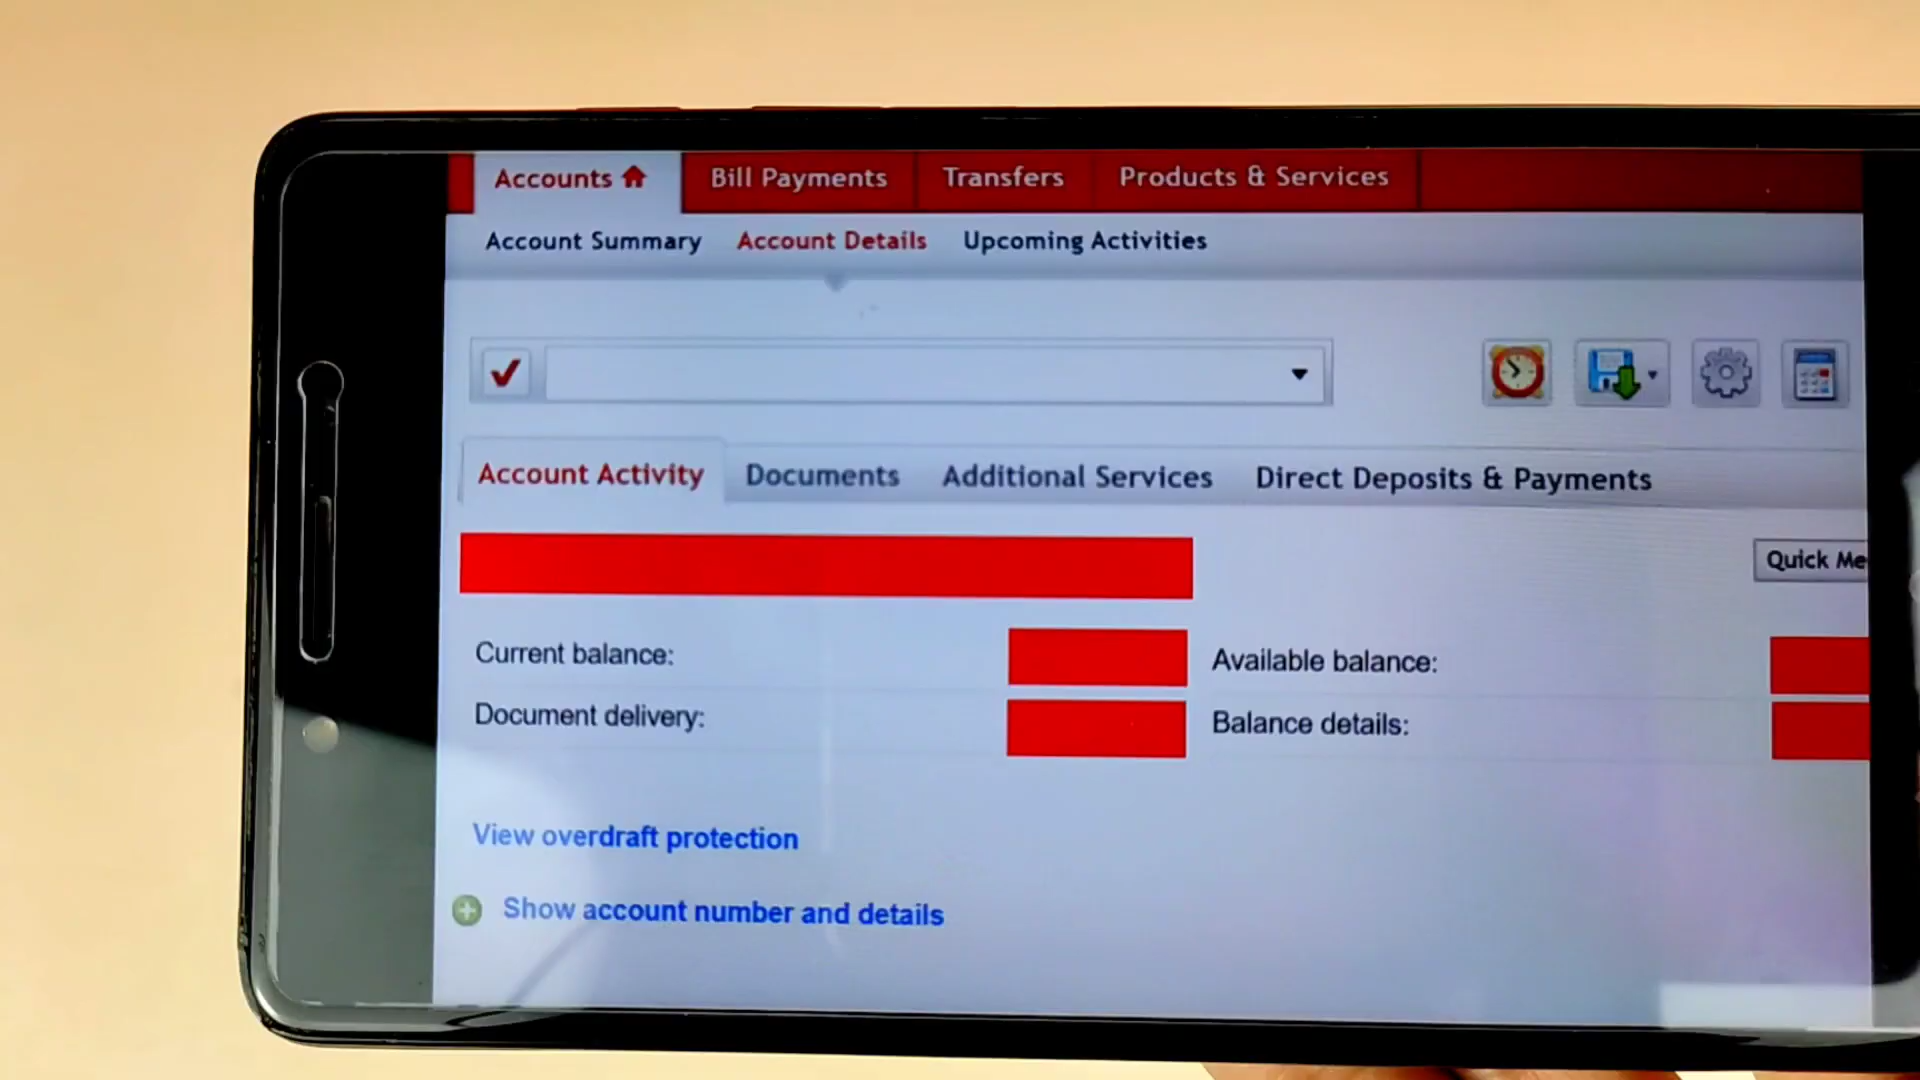 Accounts Bill Payments Transfers Products & Services
Account Summary Account Details Upcoming Activities
Account Activity Documents Additional Services Direct Deposits & Payments
Quick Me
Current balance: Available balance:
Document delivery: Balance details:
View overdraft protection
Show account number and details